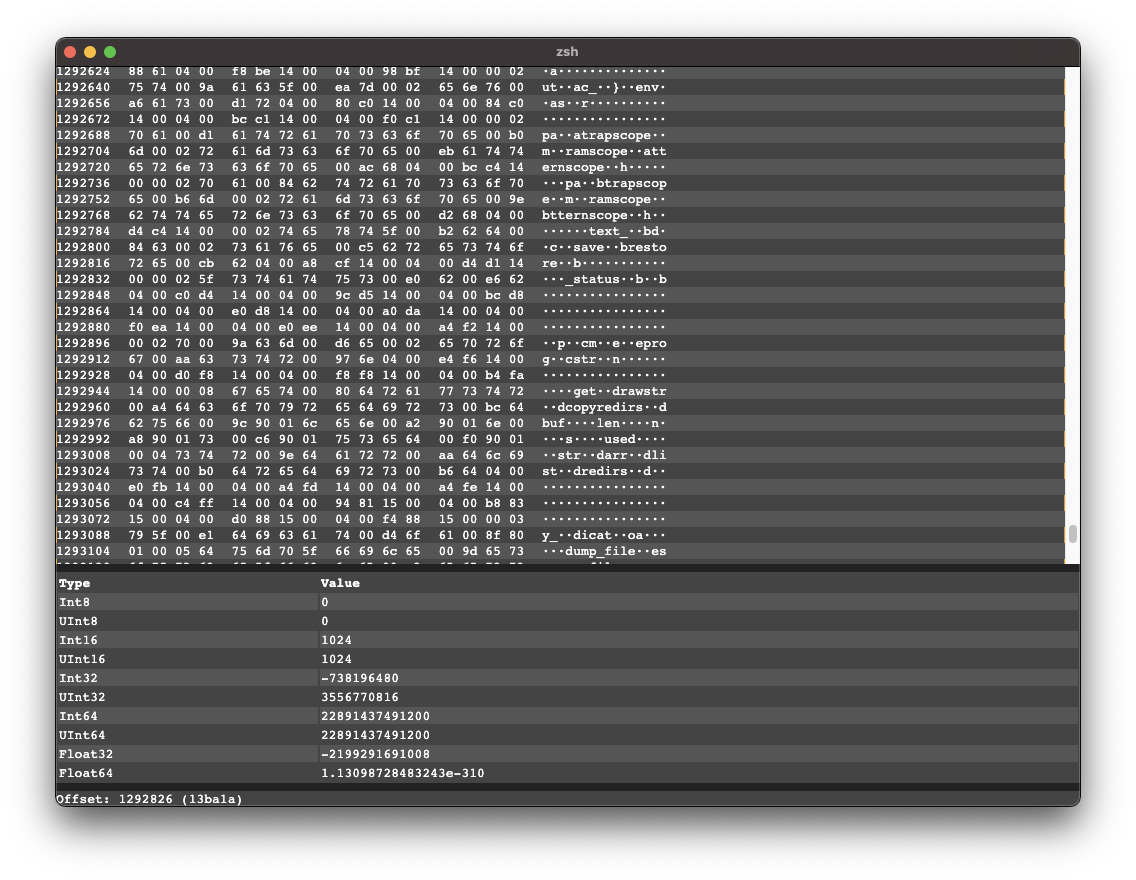 zsh
1292624 88 61 04 00 f8 be 14 00 04 00 98 bf 14 00 00 02 ·a··············
1292640 75 74 00 9a 61 63 5f 00 ea 7d 00 02 65 6e 76 00 ut··ac_··}··env·
1292656 a6 61 73 00 d1 72 04 00 80 c0 14 00 04 00 84 c0 ·as··r··········
1292672 14 00 04 00 bc c1 14 00 04 00 f0 c1 14 00 00 02 ················
1292688 70 61 00 d1 61 74 72 61 70 73 63 6f 70 65 00 b0 pa··atrapscope··
1292704 6d 00 02 72 61 6d 73 63 6f 70 65 00 eb 61 74 74 m··ramscope··att
1292720 65 72 6e 73 63 6f 70 65 00 ac 68 04 00 bc c4 14 ernscope··h·····
1292736 00 00 02 70 61 00 84 62 74 72 61 70 73 63 6f 70 ···pa··btrapscop
1292752 65 00 b6 6d 00 02 72 61 6d 73 63 6f 70 65 00 9e e··m··ramscope··
1292768 62 74 74 65 72 6e 73 63 6f 70 65 00 d2 68 04 00 btternscope··h··
1292784 d4 c4 14 00 00 02 74 65 78 74 5f 00 b2 62 64 00 ······text_··bd·
1292800 84 63 00 02 73 61 76 65 00 c5 62 72 65 73 74 6f ·c··save··bresto
1292816 72 65 00 cb 62 04 00 a8 cf 14 00 04 00 d4 d1 14 re··b···········
1292832 00 00 02 5f 73 74 61 74 75 73 00 e0 62 00 e6 62 ···_status··b··b
1292848 04 00 c0 d4 14 00 04 00 9c d5 14 00 04 00 bc d8 ················
1292864 14 00 04 00 e0 d8 14 00 04 00 a0 da 14 00 04 00 ················
1292880 f0 ea 14 00 04 00 e0 ee 14 00 04 00 a4 f2 14 00 ················
1292896 00 02 70 00 9a 63 6d 00 d6 65 00 02 65 70 72 6f ··p··cm··e··epro
1292912 67 00 aa 63 73 74 72 00 97 6e 04 00 e4 f6 14 00 g··cstr··n······
1292928 04 00 d0 f8 14 00 04 00 f8 f8 14 00 04 00 b4 fa ················
1292944 14 00 00 08 67 65 74 00 80 64 72 61 77 73 74 72 ····get··drawstr
1292960 00 a4 64 63 6f 70 79 72 65 64 69 72 73 00 bc 64 ··dcopyredirs··d
1292976 62 75 66 00 9c 90 01 6c 65 6e 00 a2 90 01 6e 00 buf····len····n·
1292992 a8 90 01 73 00 c6 90 01 75 73 65 64 00 f0 90 01 ···s····used····
1293008 00 04 73 74 72 00 9e 64 61 72 72 00 aa 64 6c 69 ··str··darr··dli
1293024 73 74 00 b0 64 72 65 64 69 72 73 00 b6 64 04 00 st··dredirs··d··
1293040 e0 fb 14 00 04 00 a4 fd 14 00 04 00 a4 fe 14 00 ················
1293056 04 00 c4 ff 14 00 04 00 94 81 15 00 04 00 b8 83 ················
1293072 15 00 04 00 d0 88 15 00 04 00 f4 88 15 00 00 03 ················
1293088 79 5f 00 e1 64 69 63 61 74 00 d4 6f 61 00 8f 80 y_··dicat··oa···
1293104 01 00 05 64 75 6d 70 5f 66 69 6c 65 00 9d 65 73 ···dump_file··es
Type Value
Int8 0
UInt8 0
Int16 1024
UInt16 1024
Int32 -738196480
UInt32 3556770816
Int64 22891437491200
UInt64 22891437491200
Float32 -2199291691008
Float64 1.13098728483243e-310
Offset: 1292826 (13ba1a)